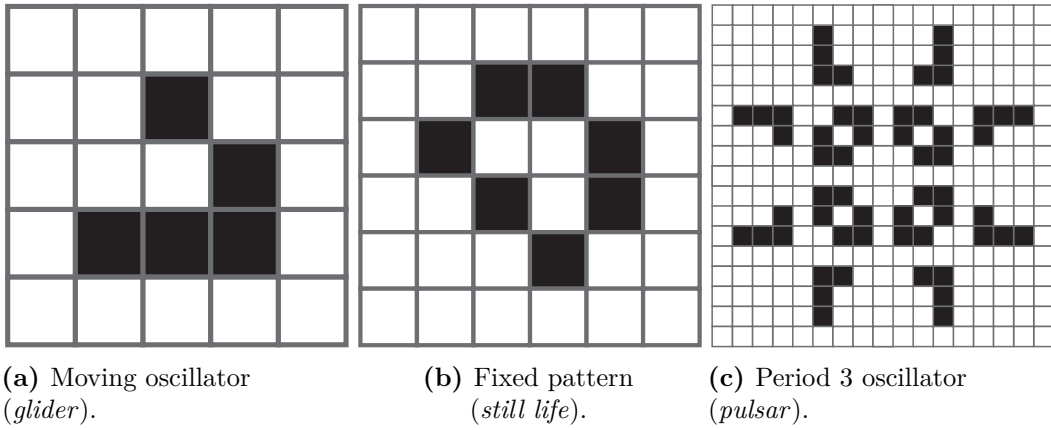 (a) Moving oscillator
(glider).
(b) Fixed pattern
(still life).
(c) Period 3 oscillator
(pulsar).